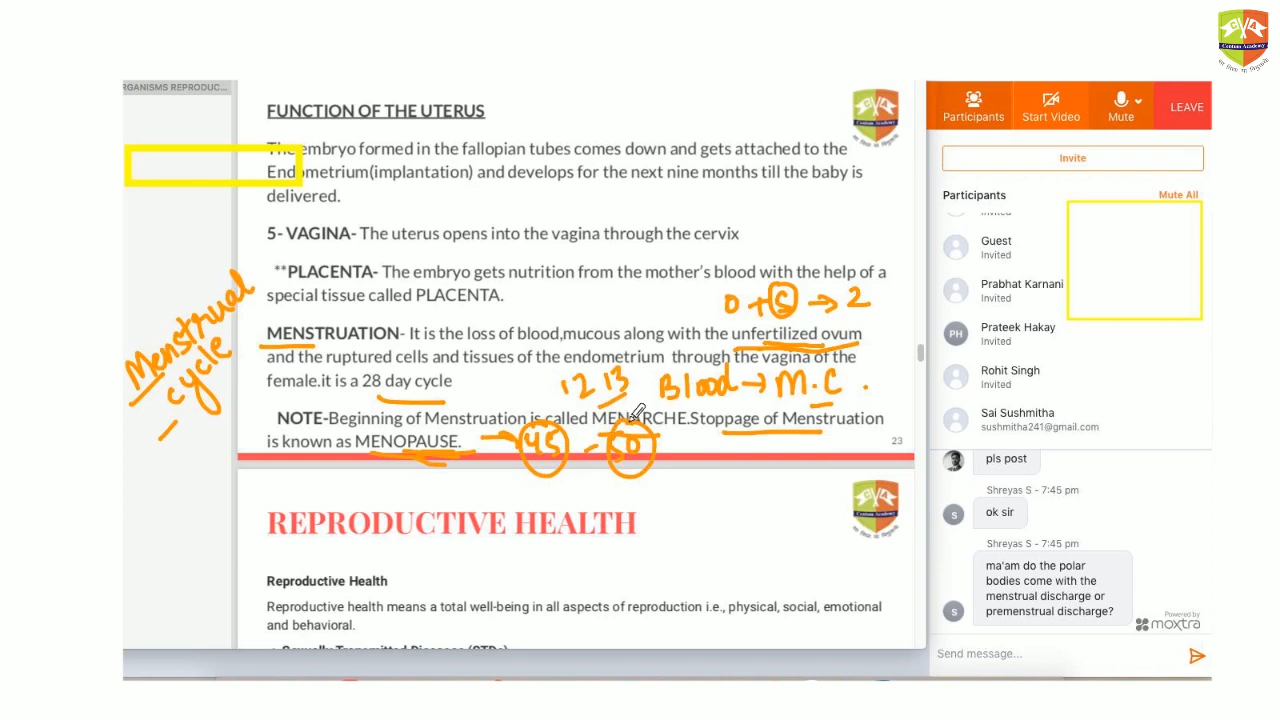 Centum Academy
RGANISMS REPRODUC...
FUNCTION OF THE UTERUS
The embryo formed in the fallopian tubes comes down and gets attached to the
Endometrium(implantation) and develops for the next nine months till the baby is
delivered.
5- VAGINA- The uterus opens into the vagina through the cervix
**PLACENTA- The embryo gets nutrition from the mother's blood with the help of a
special tissue called PLACENTA.
O + S → 2
MENSTRUATION- It is the loss of blood,mucous along with the unfertilized ovum
and the ruptured cells and tissues of the endometrium through the vagina of the
female.it is a 28 day cycle
Menstrual
cycle
12 13 Blood → M.C.
NOTE-Beginning of Menstruation is called MENARCHE.Stoppage of Menstruation
is known as MENOPAUSE.
→ 45 - 50
23
REPRODUCTIVE HEALTH
Centum Academy
Reproductive Health
Reproductive health means a total well-being in all aspects of reproduction i.e., physical, social, emotional
and behavioral.
Participants
Start Video
Mute
LEAVE
Invite
Participants Mute All
Invited
Guest
Invited
Prabhat Karnani
Invited
PH
Prateek Hakay
Invited
Rohit Singh
Invited
Sai Sushmitha
sushmitha241@gmail.com
pls post
Shreyas S - 7:45 pm
S
ok sir
Shreyas S - 7:45 pm
ma'am do the polar
bodies come with the
menstrual discharge or
premenstrual discharge?
S
Powered by
moxtra
Send message...